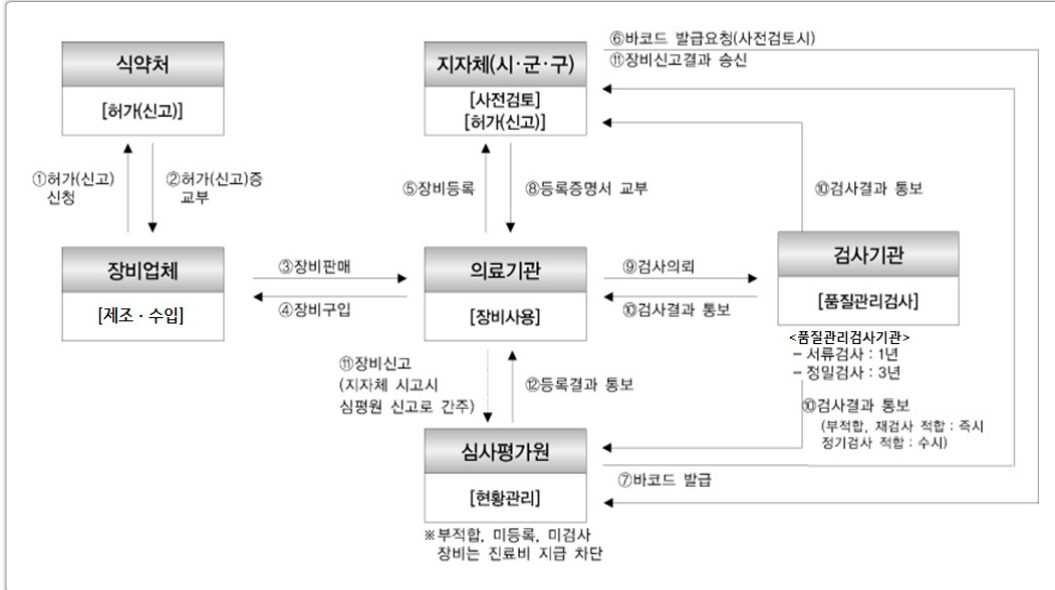 식약처
[허가(신고)]
지자체(시·군·구)
[사전검토]
[허가(신고)]
⑥바코드 발급요청(사전검토시)
⑪장비신고결과 송신
①허가(신고)
신청
②허가(신고)증
교부
⑤장비등록
⑧등록증명서 교부
⑩검사결과 통보
장비업체
[제조·수입]
③장비판매
④장비구입
의료기관
[장비사용]
⑨검사의뢰
⑩검사결과 통보
검사기관
[품질관리검사]
<품질관리검사기관>
- 서류검사 : 1년
- 정밀검사 : 3년
⑪장비신고
(지자체 시고시
심평원 신고로 간주)
⑫등록결과 통보
⑩검사결과 통보
(부적합, 재검사 적합 : 즉시
정기검사 적합 : 수시)
심사평가원
[현황관리]
⑦바코드 발급
※부적합, 미등록, 미검사
장비는 진료비 지급 차단